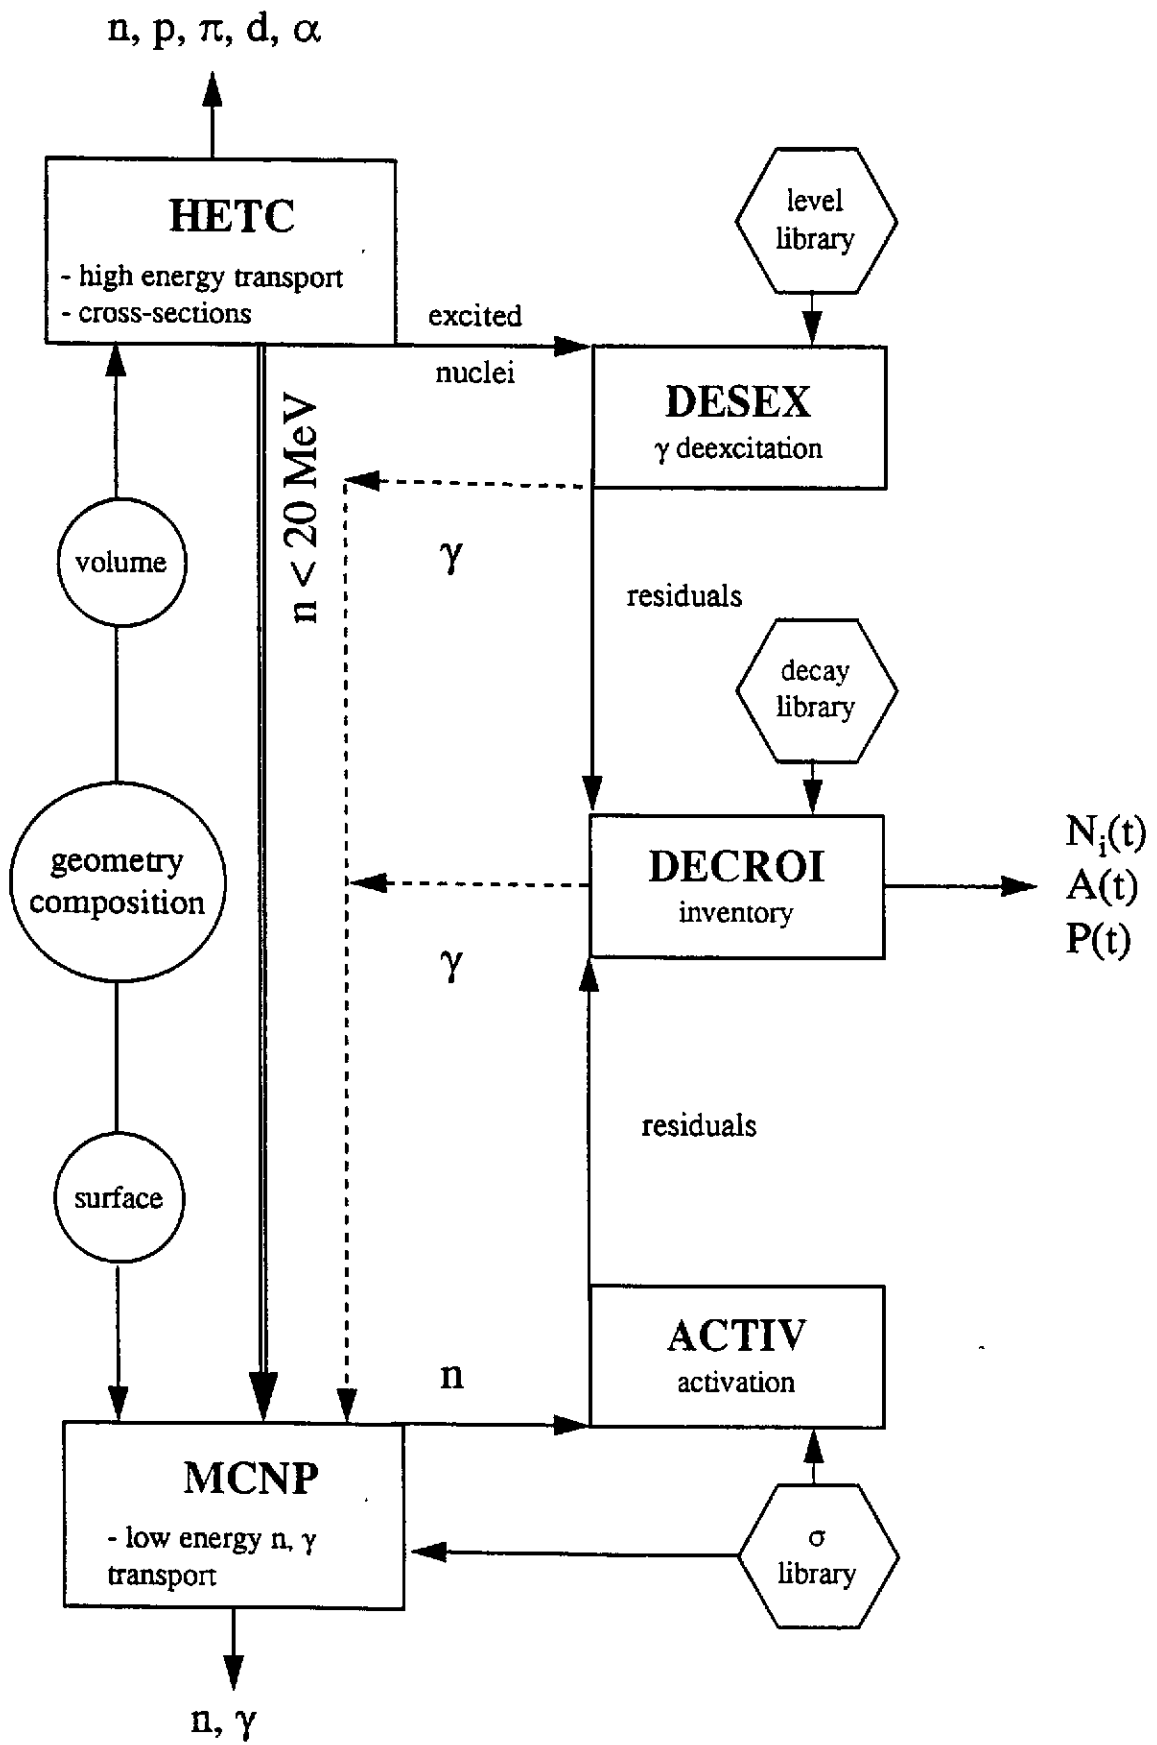 n, p, π, d, α
HETC
- high energy transport
- cross-sections
level
library
excited
nuclei
DESEX
γ deexcitation
n < 20 MeV
γ
volume
residuals
decay
library
geometry
composition
DECROI
inventory
N_i(t)
A(t)
P(t)
γ
residuals
surface
ACTIV
activation
n
MCNP
- low energy n, γ
transport
σ
library
n, γ